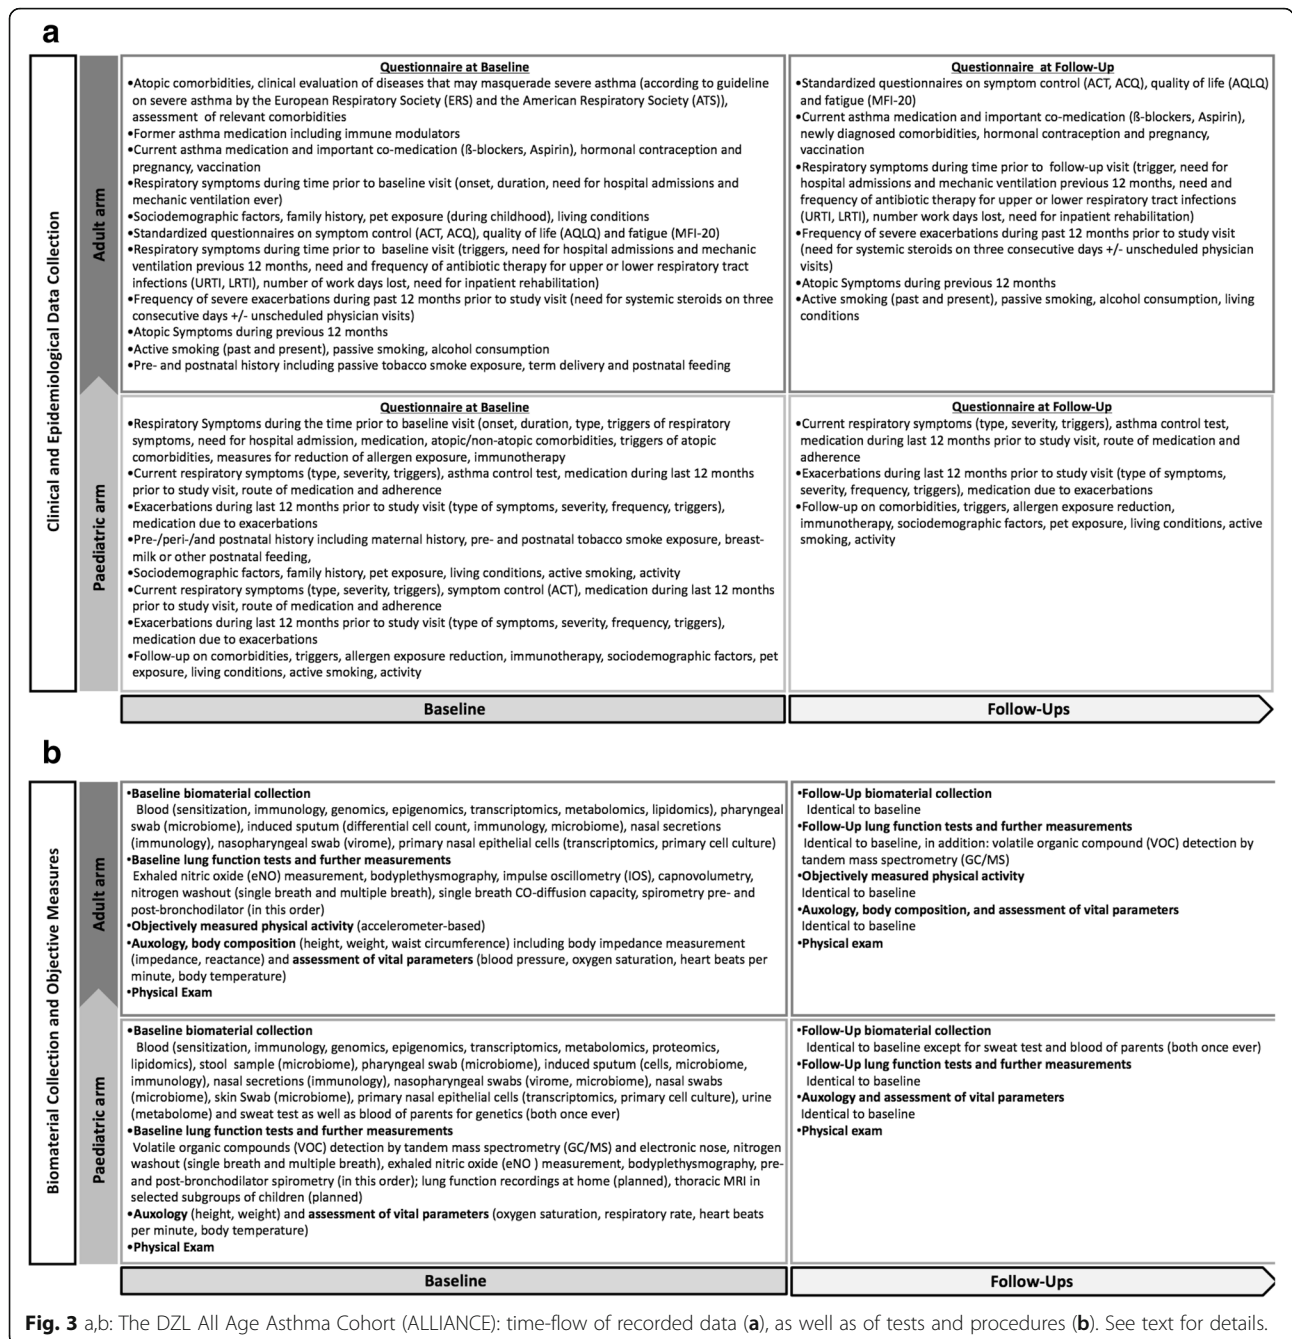 a
Clinical and Epidemiological Data Collection
Adult arm
Questionnaire at Baseline
•Atopic comorbidities, clinical evaluation of diseases that may masquerade severe asthma (according to guideline
on severe asthma by the European Respiratory Society (ERS) and the American Respiratory Society (ATS)),
assessment of relevant comorbidities
•Former asthma medication including immune modulators
•Current asthma medication and important co-medication (ß-blockers, Aspirin), hormonal contraception and
pregnancy, vaccination
•Respiratory symptoms during time prior to baseline visit (onset, duration, need for hospital admissions and
mechanic ventilation ever)
•Sociodemographic factors, family history, pet exposure (during childhood), living conditions
•Standardized questionnaires on symptom control (ACT, ACQ), quality of life (AQLQ) and fatigue (MFI-20)
•Respiratory symptoms during time prior to baseline visit (triggers, need for hospital admissions and mechanic
ventilation previous 12 months, need and frequency of antibiotic therapy for upper or lower respiratory tract
infections (URTI, LRTI), number of work days lost, need for inpatient rehabilitation)
•Frequency of severe exacerbations during past 12 months prior to study visit (need for systemic steroids on three
consecutive days +/- unscheduled physician visits)
•Atopic Symptoms during previous 12 months
•Active smoking (past and present), passive smoking, alcohol consumption
•Pre- and postnatal history including passive tobacco smoke exposure, term delivery and postnatal feeding
Questionnaire at Follow-Up
•Standardized questionnaires on symptom control (ACT, ACQ), quality of life (AQLQ)
and fatigue (MFI-20)
•Current asthma medication and important co-medication (ß-blockers, Aspirin),
newly diagnosed comorbidities, hormonal contraception and pregnancy,
vaccination
•Respiratory symptoms during time prior to follow-up visit (trigger, need for
hospital admissions and mechanic ventilation previous 12 months, need and
frequency of antibiotic therapy for upper or lower respiratory tract infections
(URTI, LRTI), number work days lost, need for inpatient rehabilitation)
•Frequency of severe exacerbations during past 12 months prior to study visit
(need for systemic steroids on three consecutive days +/- unscheduled physician
visits)
•Atopic Symptoms during previous 12 months
•Active smoking (past and present), passive smoking, alcohol consumption, living
conditions
Paediatric arm
Questionnaire at Baseline
•Respiratory Symptoms during the time prior to baseline visit (onset, duration, type, triggers of respiratory
symptoms, need for hospital admission, medication, atopic/non-atopic comorbidities, triggers of atopic
comorbidities, measures for reduction of allergen exposure, immunotherapy
•Current respiratory symptoms (type, severity, triggers), asthma control test, medication during last 12 months
prior to study visit, route of medication and adherence
•Exacerbations during last 12 months prior to study visit (type of symptoms, severity, frequency, triggers),
medication due to exacerbations
•Pre-/peri-/and postnatal history including maternal history, pre- and postnatal tobacco smoke exposure, breast-
milk or other postnatal feeding,
•Sociodemographic factors, family history, pet exposure, living conditions, active smoking, activity
•Current respiratory symptoms (type, severity, triggers), symptom control (ACT), medication during last 12 months
prior to study visit, route of medication and adherence
•Exacerbations during last 12 months prior to study visit (type of symptoms, severity, frequency, triggers),
medication due to exacerbations
•Follow-up on comorbidities, triggers, allergen exposure reduction, immunotherapy, sociodemographic factors, pet
exposure, living conditions, active smoking, activity
Questionnaire at Follow-Up
•Current respiratory symptoms (type, severity, triggers), asthma control test,
medication during last 12 months prior to study visit, route of medication and
adherence
•Exacerbations during last 12 months prior to study visit (type of symptoms,
severity, frequency, triggers), medication due to exacerbations
•Follow-up on comorbidities, triggers, allergen exposure reduction,
immunotherapy, sociodemographic factors, pet exposure, living conditions, active
smoking, activity
Baseline
Follow-Ups
b
Biomaterial Collection and Objective Measures
Adult arm
•Baseline biomaterial collection
Blood (sensitization, immunology, genomics, epigenomics, transcriptomics, metabolomics, lipidomics), pharyngeal
swab (microbiome), induced sputum (differential cell count, immunology, microbiome), nasal secretions
(immunology), nasopharyngeal swab (virome), primary nasal epithelial cells (transcriptomics, primary cell culture)
•Baseline lung function tests and further measurements
Exhaled nitric oxide (eNO) measurement, bodyplethysmography, impulse oscillometry (IOS), capnovolumetry,
nitrogen washout (single breath and multiple breath), single breath CO-diffusion capacity, spirometry pre- and
post-bronchodilator (in this order)
•Objectively measured physical activity (accelerometer-based)
•Auxology, body composition (height, weight, waist circumference) including body impedance measurement
(impedance, reactance) and assessment of vital parameters (blood pressure, oxygen saturation, heart beats per
minute, body temperature)
•Physical Exam
•Follow-Up biomaterial collection
Identical to baseline
•Follow-Up lung function tests and further measurements
Identical to baseline, in addition: volatile organic compound (VOC) detection by
tandem mass spectrometry (GC/MS)
•Objectively measured physical activity
Identical to baseline
•Auxology, body composition, and assessment of vital parameters
Identical to baseline
•Physical exam
Paediatric arm
•Baseline biomaterial collection
Blood (sensitization, immunology, genomics, epigenomics, transcriptomics, metabolomics, proteomics,
lipidomics), stool sample (microbiome), pharyngeal swab (microbiome), induced sputum (cells, microbiome,
immunology), nasal secretions (immunology), nasopharyngeal swabs (virome, microbiome), nasal swabs
(microbiome), skin Swab (microbiome), primary nasal epithelial cells (transcriptomics, primary cell culture), urine
(metabolome) and sweat test as well as blood of parents for genetics (both once ever)
•Baseline lung function tests and further measurements
Volatile organic compounds (VOC) detection by tandem mass spectrometry (GC/MS) and electronic nose, nitrogen
washout (single breath and multiple breath), exhaled nitric oxide (eNO ) measurement, bodyplethysmography, pre-
and post-bronchodilator spirometry (in this order); lung function recordings at home (planned), thoracic MRI in
selected subgroups of children (planned)
•Auxology (height, weight) and assessment of vital parameters (oxygen saturation, respiratory rate, heart beats
per minute, body temperature)
•Physical Exam
•Follow-Up biomaterial collection
Identical to baseline except for sweat test and blood of parents (both once ever)
•Follow-Up lung function tests and further measurements
Identical to baseline
•Auxology and assessment of vital parameters
Identical to baseline
•Physical exam
Baseline
Follow-Ups
Fig. 3 a,b: The DZL All Age Asthma Cohort (ALLIANCE): time-flow of recorded data (a), as well as of tests and procedures (b). See text for details.